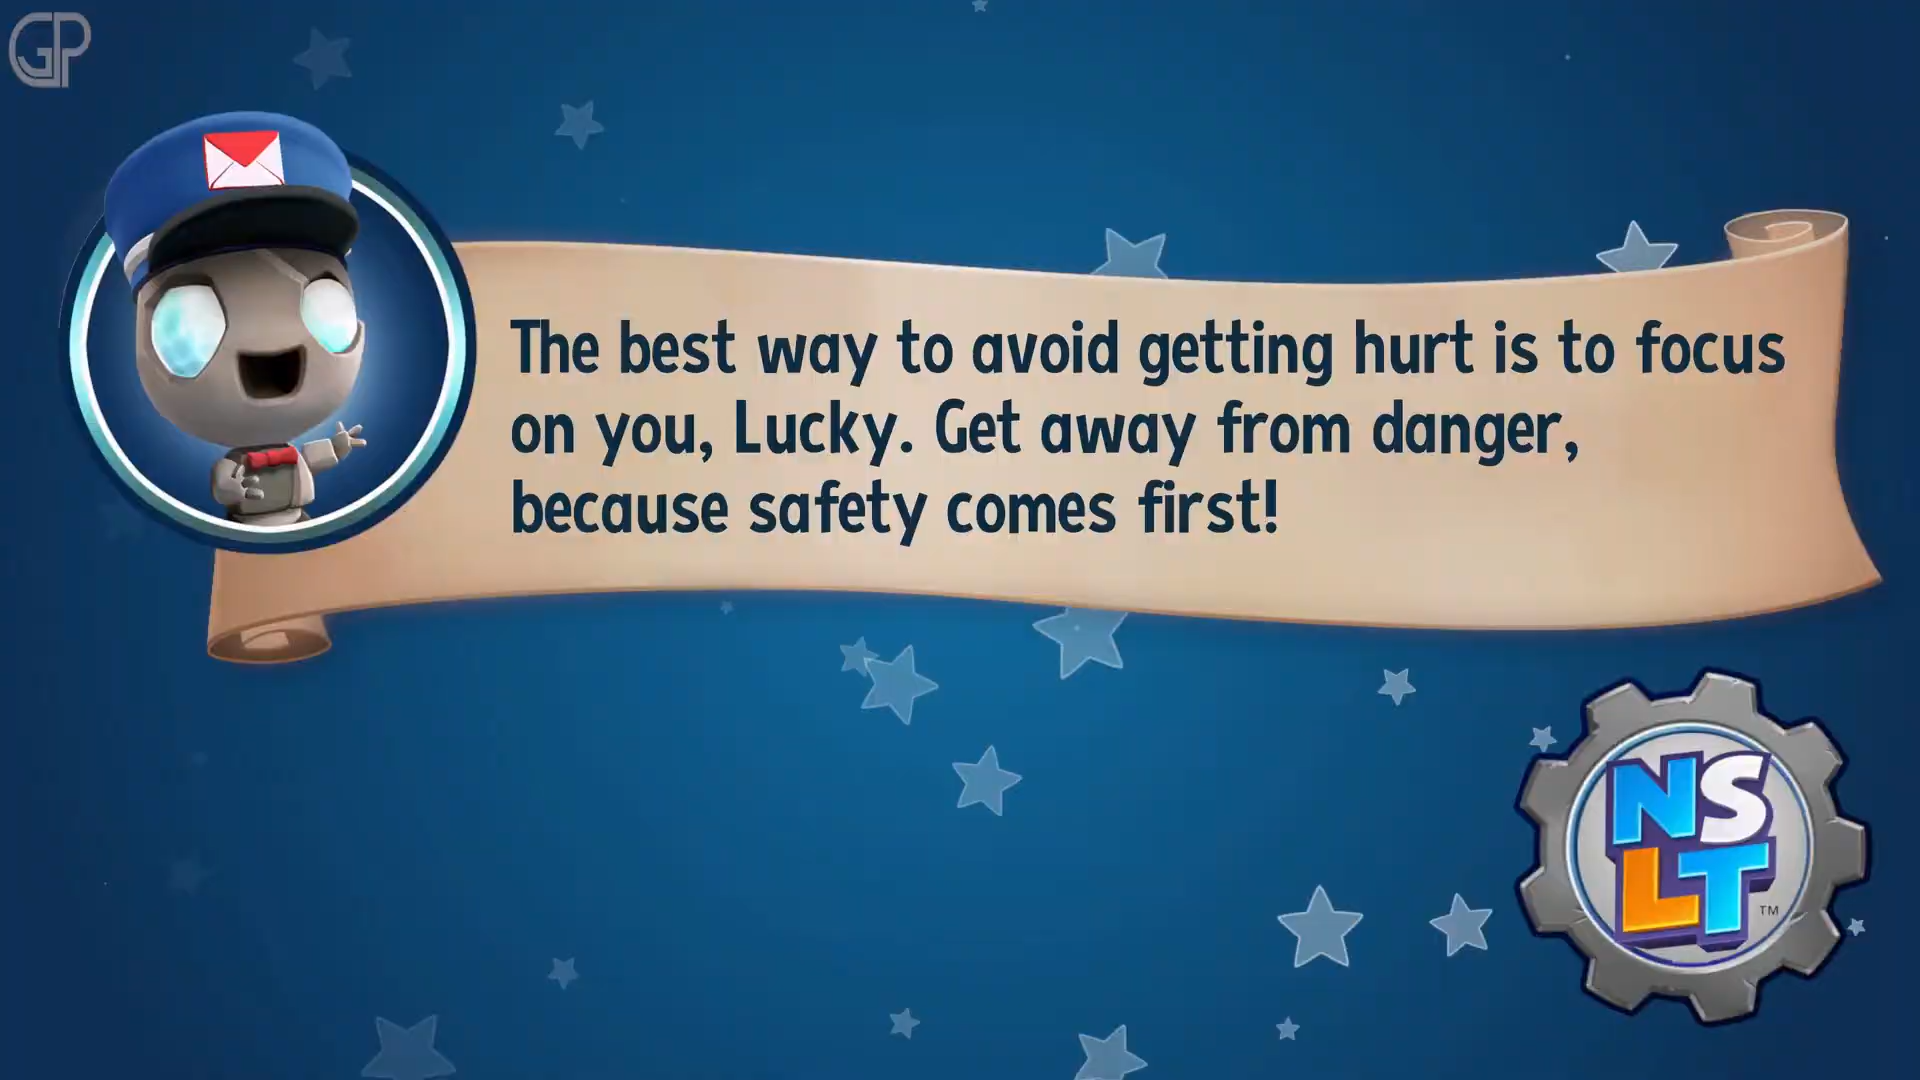 GP
The best way to avoid getting hurt is to focus
on you, Lucky. Get away from danger,
because safety comes first!
NS
LT
TM